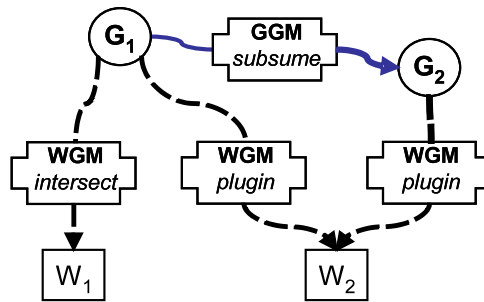 G₁
GGM
subsume
G₂
WGM
intersect
WGM
plugin
WGM
plugin
W₁
W₂